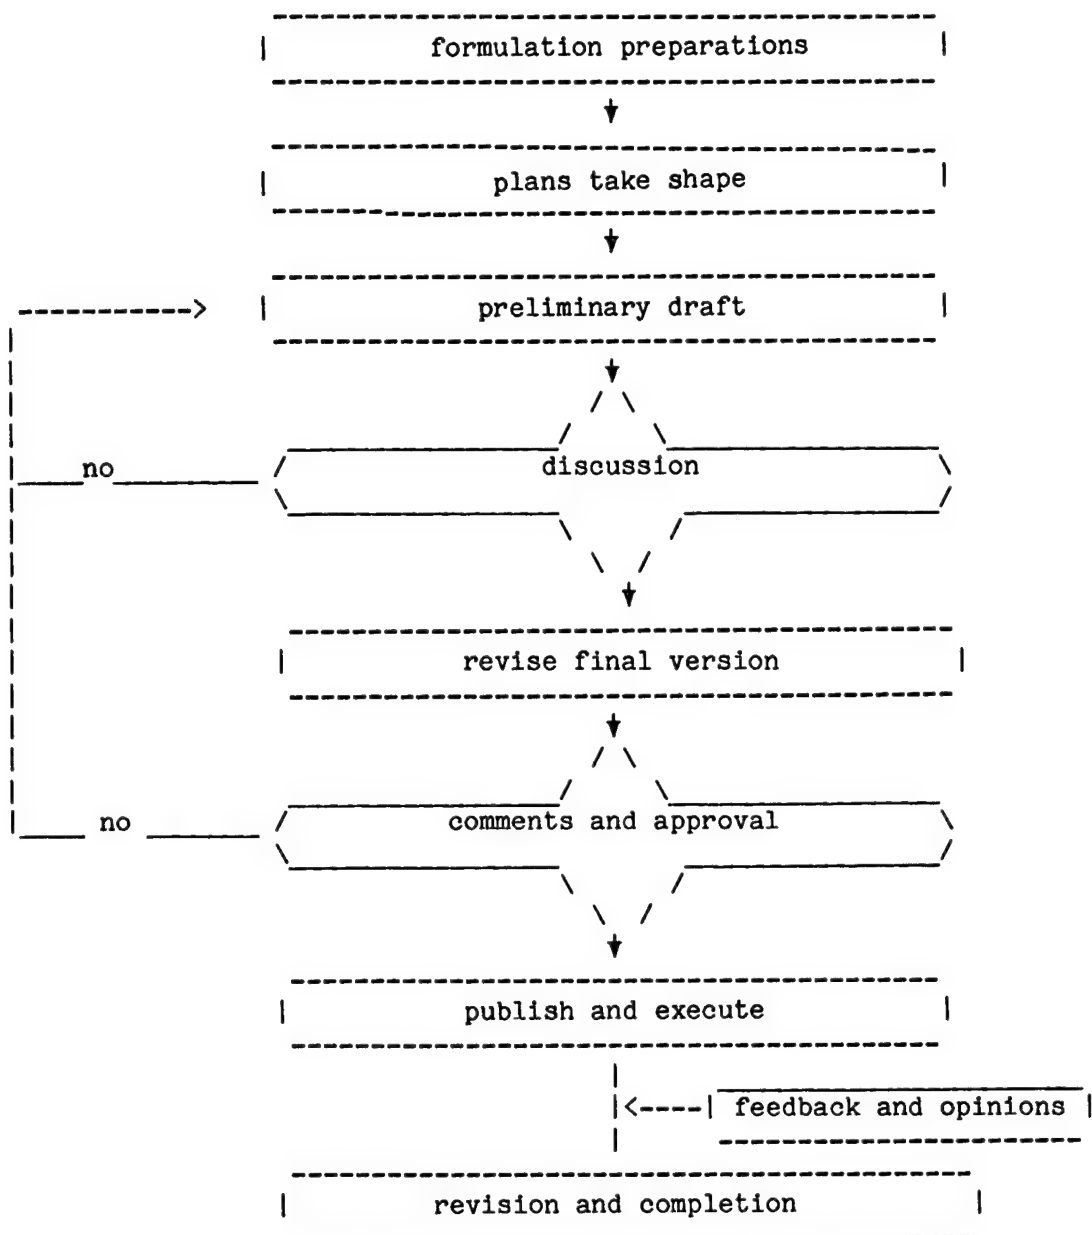 formulation preparations
plans take shape
preliminary draft
discussion
no
revise final version
comments and approval
no
publish and execute
feedback and opinions
revision and completion